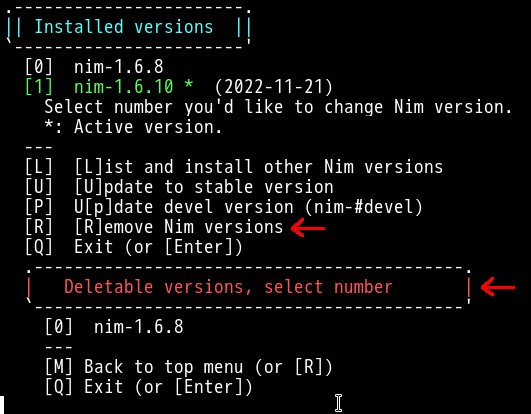 .-----------------------.
|| Installed versions ||
`-----------------------'
[0] nim-1.6.8
[1] nim-1.6.10 * (2022-11-21)
Select number you'd like to change Nim version.
*: Active version.
---
[L] [L]ist and install other Nim versions
[U] [U]pdate to stable version
[P] U[p]date devel version (nim-#devel)
[R] [R]emove Nim versions
[Q] Exit (or [Enter])
.-------------------------------------------.
| Deletable versions, select number |
`-------------------------------------------'
[0] nim-1.6.8
---
[M] Back to top menu (or [R])
[Q] Exit (or [Enter])